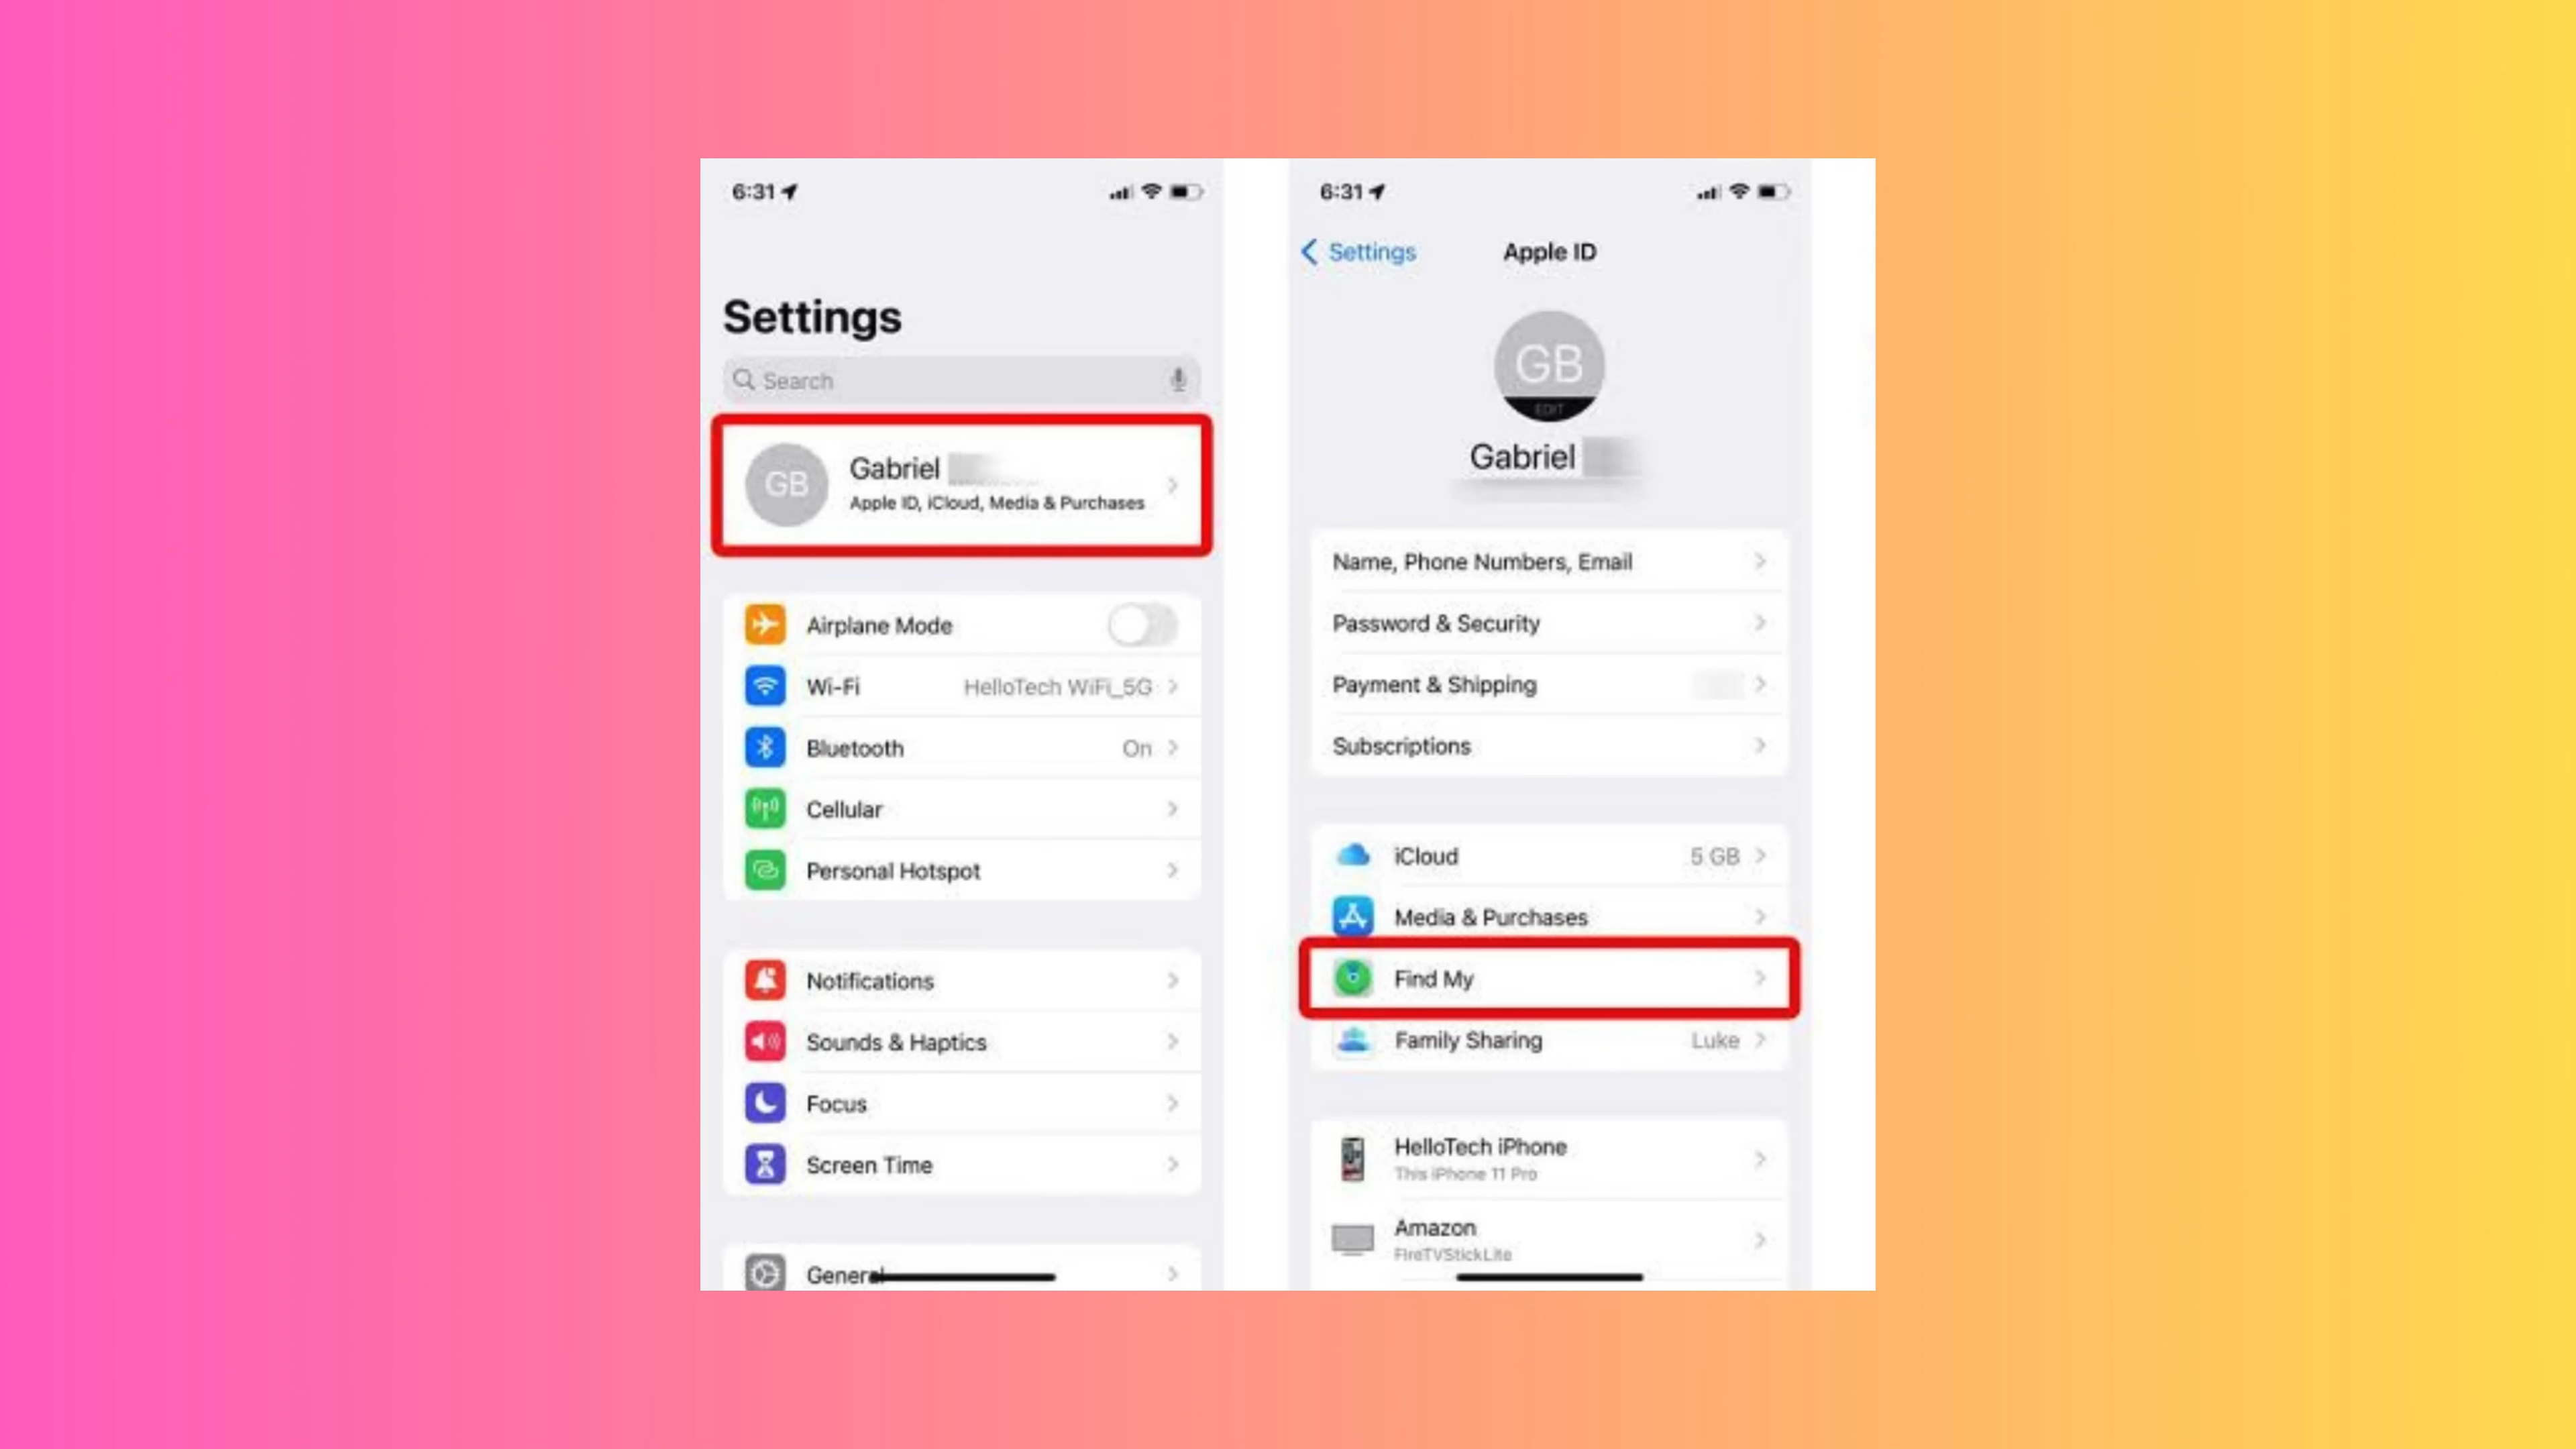 6:31
Settings
Search
GB
Gabriel
Apple ID, iCloud, Media & Purchases
Airplane Mode
Wi-Fi HelloTech WiFi_5G
Bluetooth On
Cellular
Personal Hotspot
Notifications
Sounds & Haptics
Focus
Screen Time
General
6:31
Settings Apple ID
GB
EDIT
Gabriel
Name, Phone Numbers, Email
Password & Security
Payment & Shipping
Subscriptions
iCloud 5 GB
Media & Purchases
Find My
Family Sharing Luke
HelloTech iPhone
This iPhone 11 Pro
Amazon
FireTVStickLite